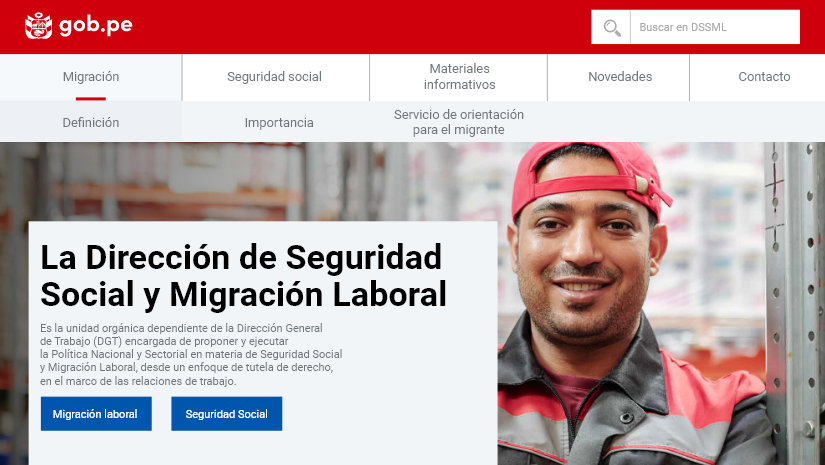 gob.pe
Buscar en DSSML
Migración
Seguridad social
Materiales
informativos
Novedades
Contacto
Definición
Importancia
Servicio de orientación
para el migrante
La Dirección de Seguridad
Social y Migración Laboral
Es la unidad orgánica dependiente de la Dirección General
de Trabajo (DGT) encargada de proponer y ejecutar
la Política Nacional y Sectorial en materia de Seguridad Social
y Migración Laboral, desde un enfoque de tutela de derecho,
en el marco de las relaciones de trabajo.
Migración laboral
Seguridad Social